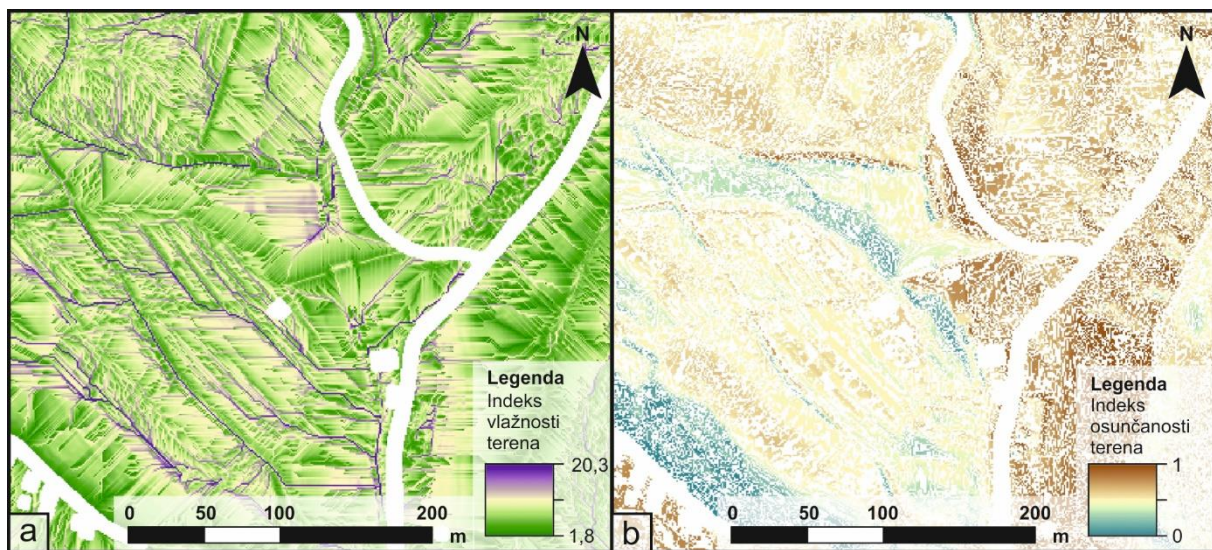 N
Legenda
Indeks
vlažnosti
terena
20,3
1,8
0 50 100 200
m
a
N
Legenda
Indeks
osunčanosti
terena
1
0
0 50 100 200
m
b